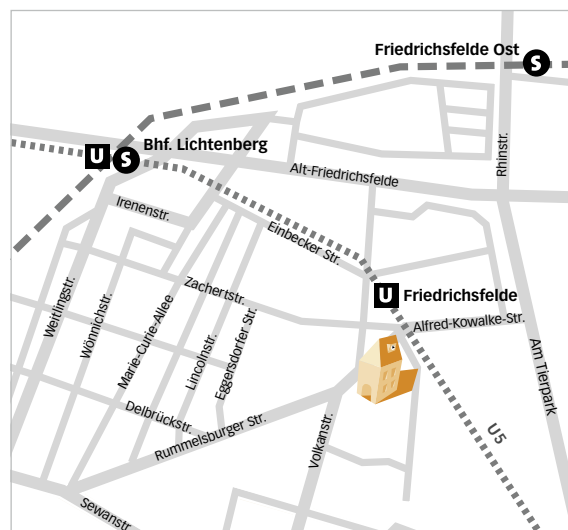 Friedrichsfelde Ost
S
U
S
Bhf. Lichtenberg
Alt-Friedrichsfelde
Rhinstr.
Irenenstr.
Einbecker Str.
Zachertstr.
U
Friedrichsfelde
Alfred-Kowalke-Str.
Weitlingstr.
Wönnichstr.
Marie-Curie-Allee
Lincolnstr.
Eggersdorfer Str.
Am Tierpark
Delbrückstr.
Rummelsburger Str.
Volkanstr.
U5
Sewanstr.